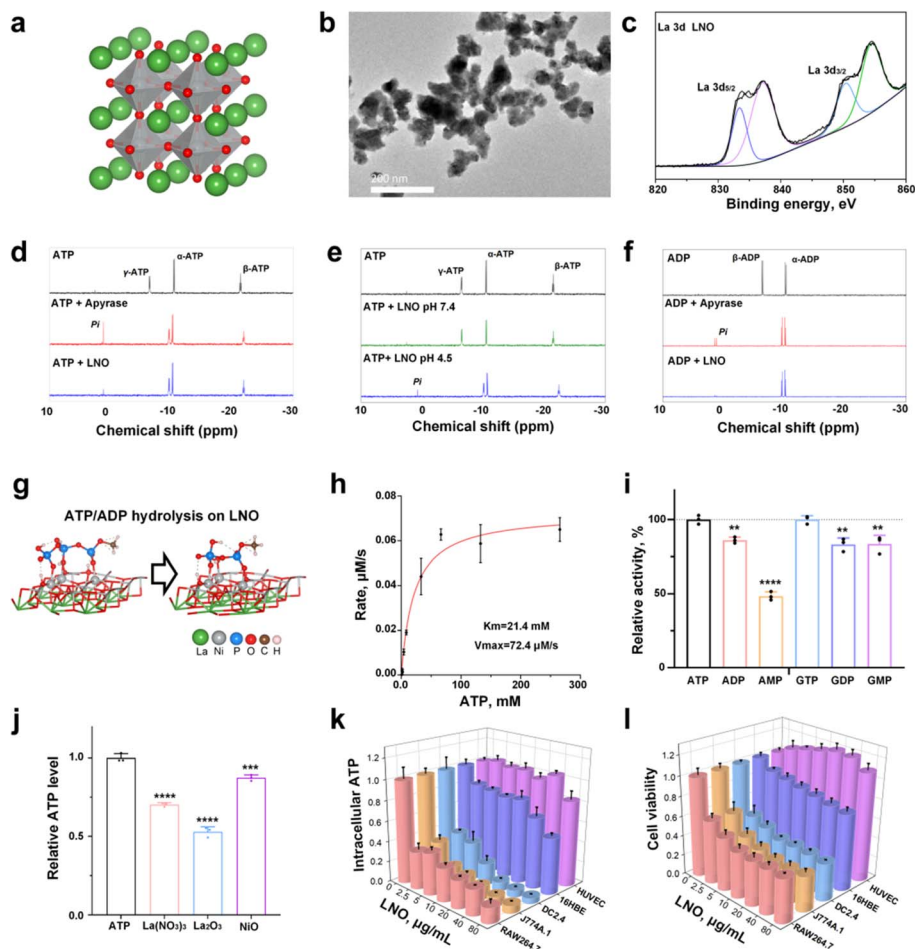 a
b
200 nm
c
La 3d LNO
La 3d5/2
La 3d3/2
820 830 840 850 860
Binding energy, eV
d
ATP
γ-ATP
α-ATP
β-ATP
ATP + Apyrase
Pi
ATP + LNO
10 0 -10 -20 -30
Chemical shift (ppm)
e
ATP
γ-ATP
α-ATP
β-ATP
ATP + LNO pH 7.4
ATP+ LNO pH 4.5
Pi
10 0 -10 -20 -30
Chemical shift (ppm)
f
ADP
β-ADP
α-ADP
ADP + Apyrase
Pi
ADP + LNO
10 0 -10 -20 -30
Chemical shift (ppm)
g
ATP/ADP hydrolysis on LNO
La Ni P O C H
h
Rate, μM/s
0.08
0.06
0.04
0.02
0.00
Km=21.4 mM
Vmax=72.4 μM/s
0 100 200 300
ATP, mM
i
Relative activity, %
100
50
0
**
****
**
**
ATP ADP AMP GTP GDP GMP
j
Relative ATP level
1.0
0.5
0.0
****
****
***
ATP La(NO3)3 La2O3 NiO
k
Intracellular ATP
1.2
1.0
0.8
0.6
0.4
0.2
0.0
0 2.5 5 10 20 40 80
LNO, μg/mL
RAW264.7
J774A.1
DC2.4
16HBE
HUVEC
l
Cell viability
1.2
1.0
0.8
0.6
0.4
0.2
0.0
0 2.5 5 10 20 40 80
LNO, μg/mL
RAW264.7
J774A.1
DC2.4
16HBE
HUVEC